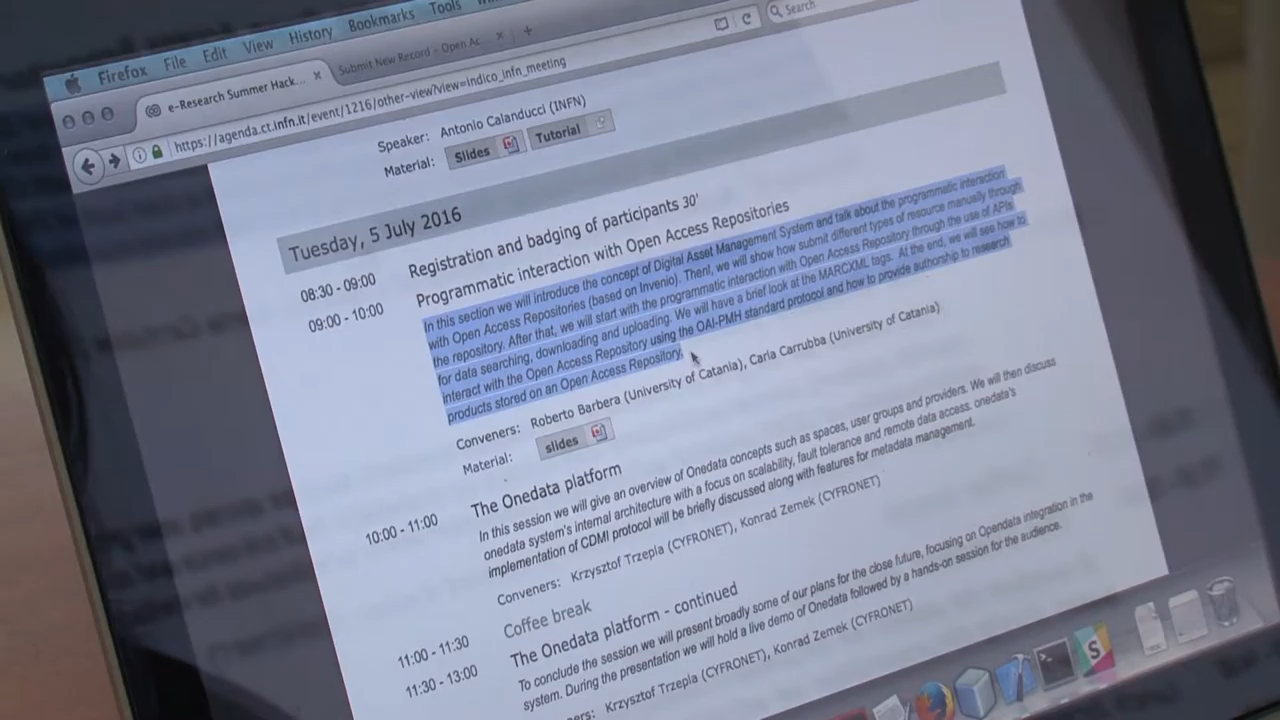 Firefox File Edit View History Bookmarks Tools
e-Research Summer Hack... × Submit New Record - Open Ac... × +
https://agenda.ct.infn.it/event/1216/other-view?view=indico_infn_meeting
Search
Speaker: Antonio Calanducci (INFN)
Material: Slides Tutorial
Tuesday, 5 July 2016
08:30 - 09:00 Registration and badging of participants 30'
09:00 - 10:00 Programmatic interaction with Open Access Repositories
In this section we will introduce the concept of Digital Asset Management System and talk about the programmatic interaction
with Open Access Repositories (based on Invenio). Thenl, we will show how submit different types of resource manually through
the repository. After that, we will start with the programmatic interaction with Open Access Repository through the use of APIs
for data searching, downloading and uploading. We will have a brief look at the MARCXML tags. At the end, we will see how to
interact with the Open Access Repository using the OAI-PMH standard protocol and how to provide authorship to research
products stored on an Open Access Repository.
Conveners: Roberto Barbera (University of Catania), Carla Carrubba (University of Catania)
Material: slides
10:00 - 11:00 The Onedata platform
In this session we will give an overview of Onedata concepts such as spaces, user groups and providers. We will then discuss
onedata system's internal architecture with a focus on scalability, fault tolerance and remote data access. onedata's
implementation of CDMI protocol will be briefly discussed along with features for metadata management.
Conveners: Krzysztof Trzepla (CYFRONET), Konrad Zemek (CYFRONET)
11:00 - 11:30 Coffee break
11:30 - 13:00 The Onedata platform - continued
To conclude the session we will present broadly some of our plans for the close future, focusing on Opendata integration in the
system. During the presentation we will hold a live demo of Onedata followed by a hands-on session for the audience.
Krzysztof Trzepla (CYFRONET), Konrad Zemek (CYFRONET)
S